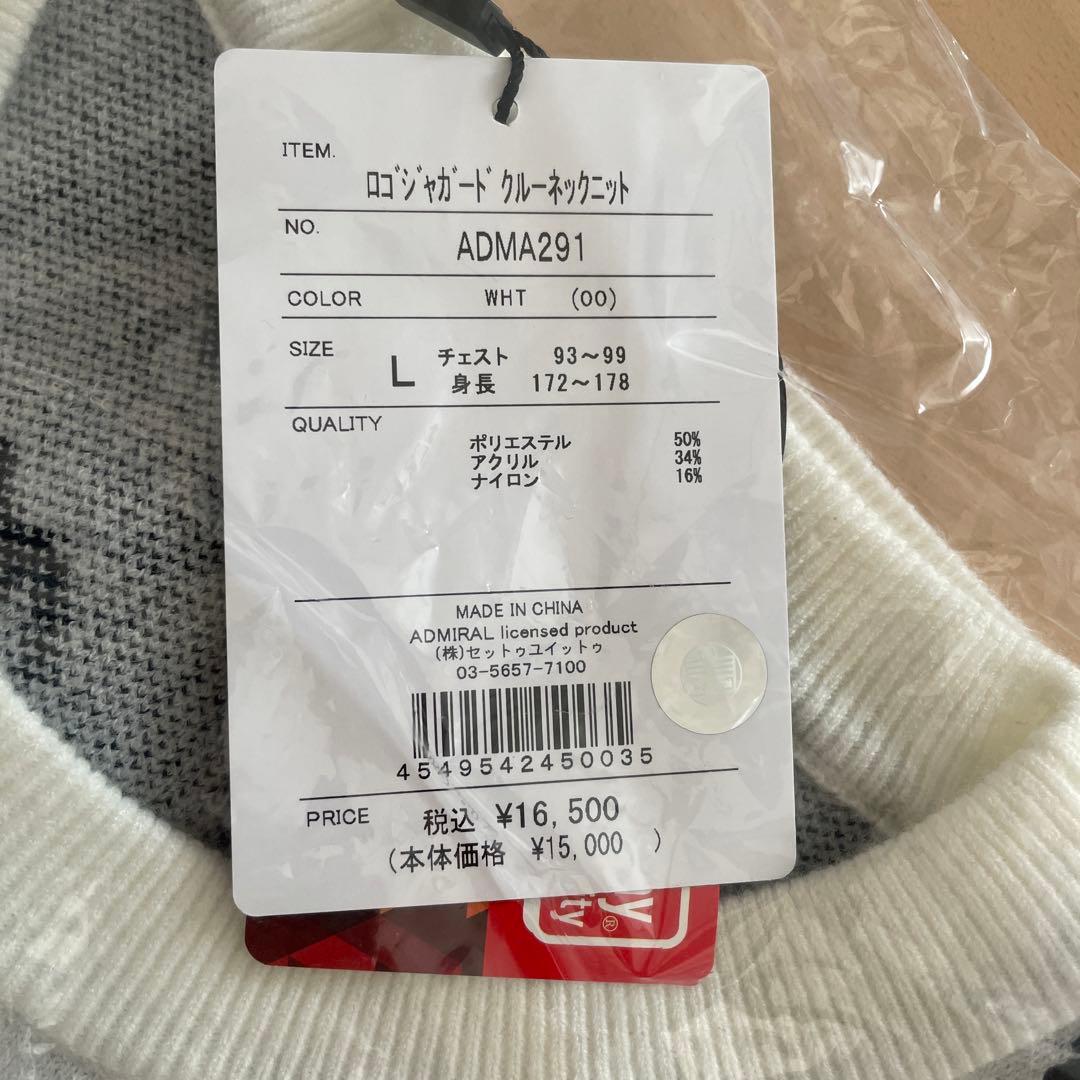 ITEM.
ﾛｺﾞｼﾞｬｶﾞｰﾄﾞ ｸﾙｰﾈｯｸﾆｯﾄ
NO. ADMA291
COLOR WHT (00)
SIZE L チェスト 93～99
身長 172～178
QUALITY
ポリエステル 50%
アクリル 34%
ナイロン 16%
MADE IN CHINA
ADMIRAL licensed product
(株)セットゥユイットゥ
03-5657-7100
4549542450035
PRICE 税込 ¥16,500
(本体価格 ¥15,000 )